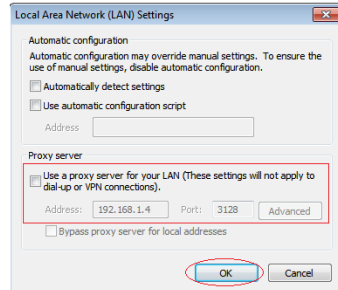 Local Area Network (LAN) Settings
Automatic configuration
Automatic configuration may override manual settings. To ensure the
use of manual settings, disable automatic configuration.
Automatically detect settings
Use automatic configuration script
Address
Proxy server
Use a proxy server for your LAN (These settings will not apply to
dial-up or VPN connections).
Address: 192.168.1.4 Port: 3128 Advanced
Bypass proxy server for local addresses
OK Cancel